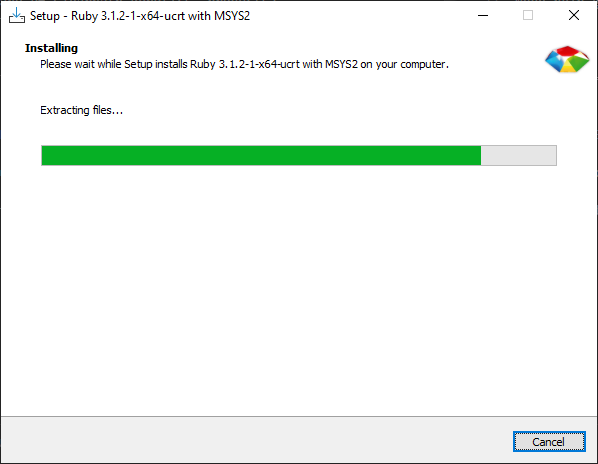 Setup - Ruby 3.1.2-1-x64-ucrt with MSYS2
Installing
Please wait while Setup installs Ruby 3.1.2-1-x64-ucrt with MSYS2 on your computer.
Extracting files...
Cancel